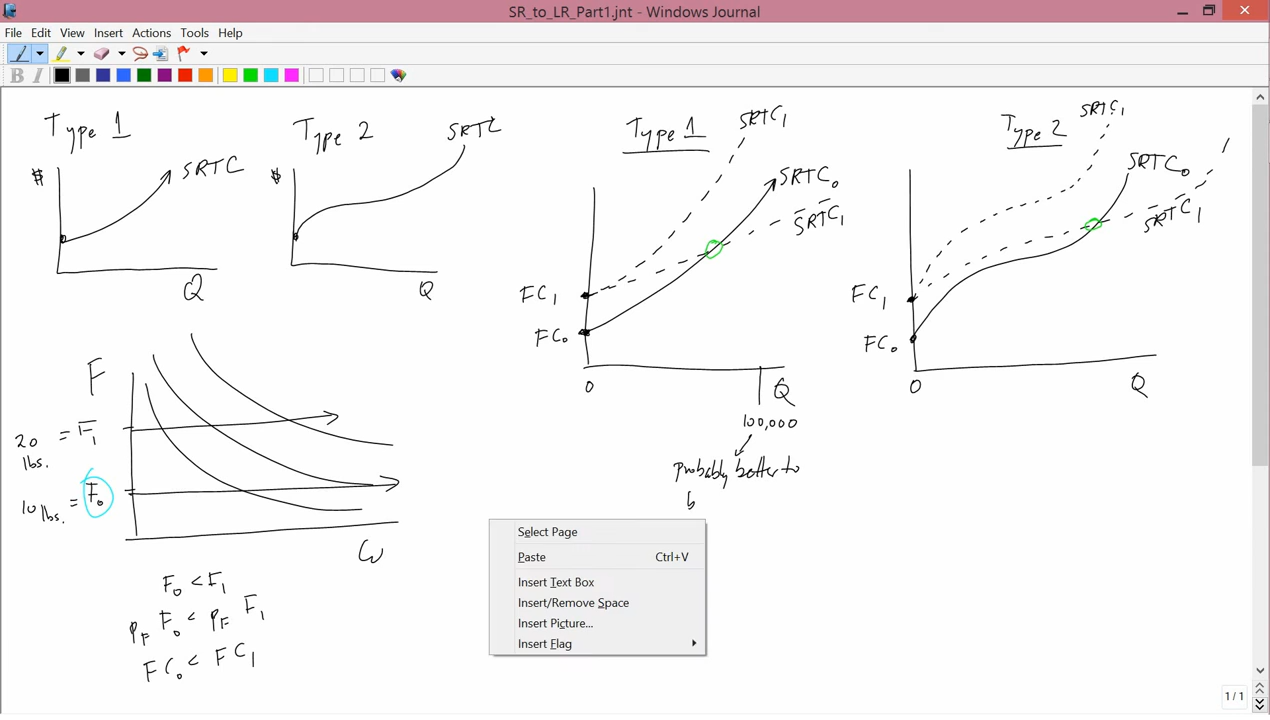 SR_to_LR_Part1.jnt - Windows Journal
File Edit View Insert Actions Tools Help
B I
Type 1
$
SRTC
Q
Type 2
$
SRTC
Q
Type 1
SRTC₁
SRTC₀
SRTC₁
FC₁
FC₀
0
Q
100,000
probably better to
b
Type 2
SRTC₁
SRTC₀
SRTC₁
FC₁
FC₀
0
Q
F
20 lbs. = F̅₁
10 lbs. = F̅₀
W
F₀ < F₁
pF F₀ < pF F₁
FC₀ < FC₁
Select Page
Paste Ctrl+V
Insert Text Box
Insert/Remove Space
Insert Picture...
Insert Flag
1 / 1